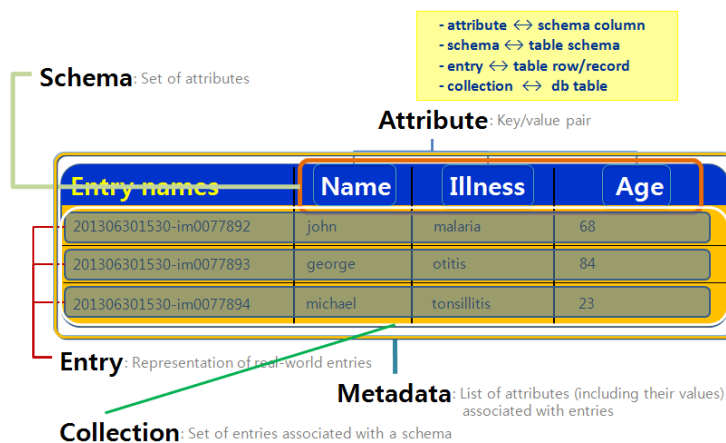 - attribute ↔ schema column
- schema ↔ table schema
- entry ↔ table row/record
- collection ↔ db table
Schema: Set of attributes
Attribute: Key/value pair
Entry names Name Illness Age
201306301530-im0077892 john malaria 68
201306301530-im0077893 george otitis 84
201306301530-im0077894 michael tonsillitis 23
Entry: Representation of real-world entries
Metadata: List of attributes (including their values)
associated with entries
Collection: Set of entries associated with a schema